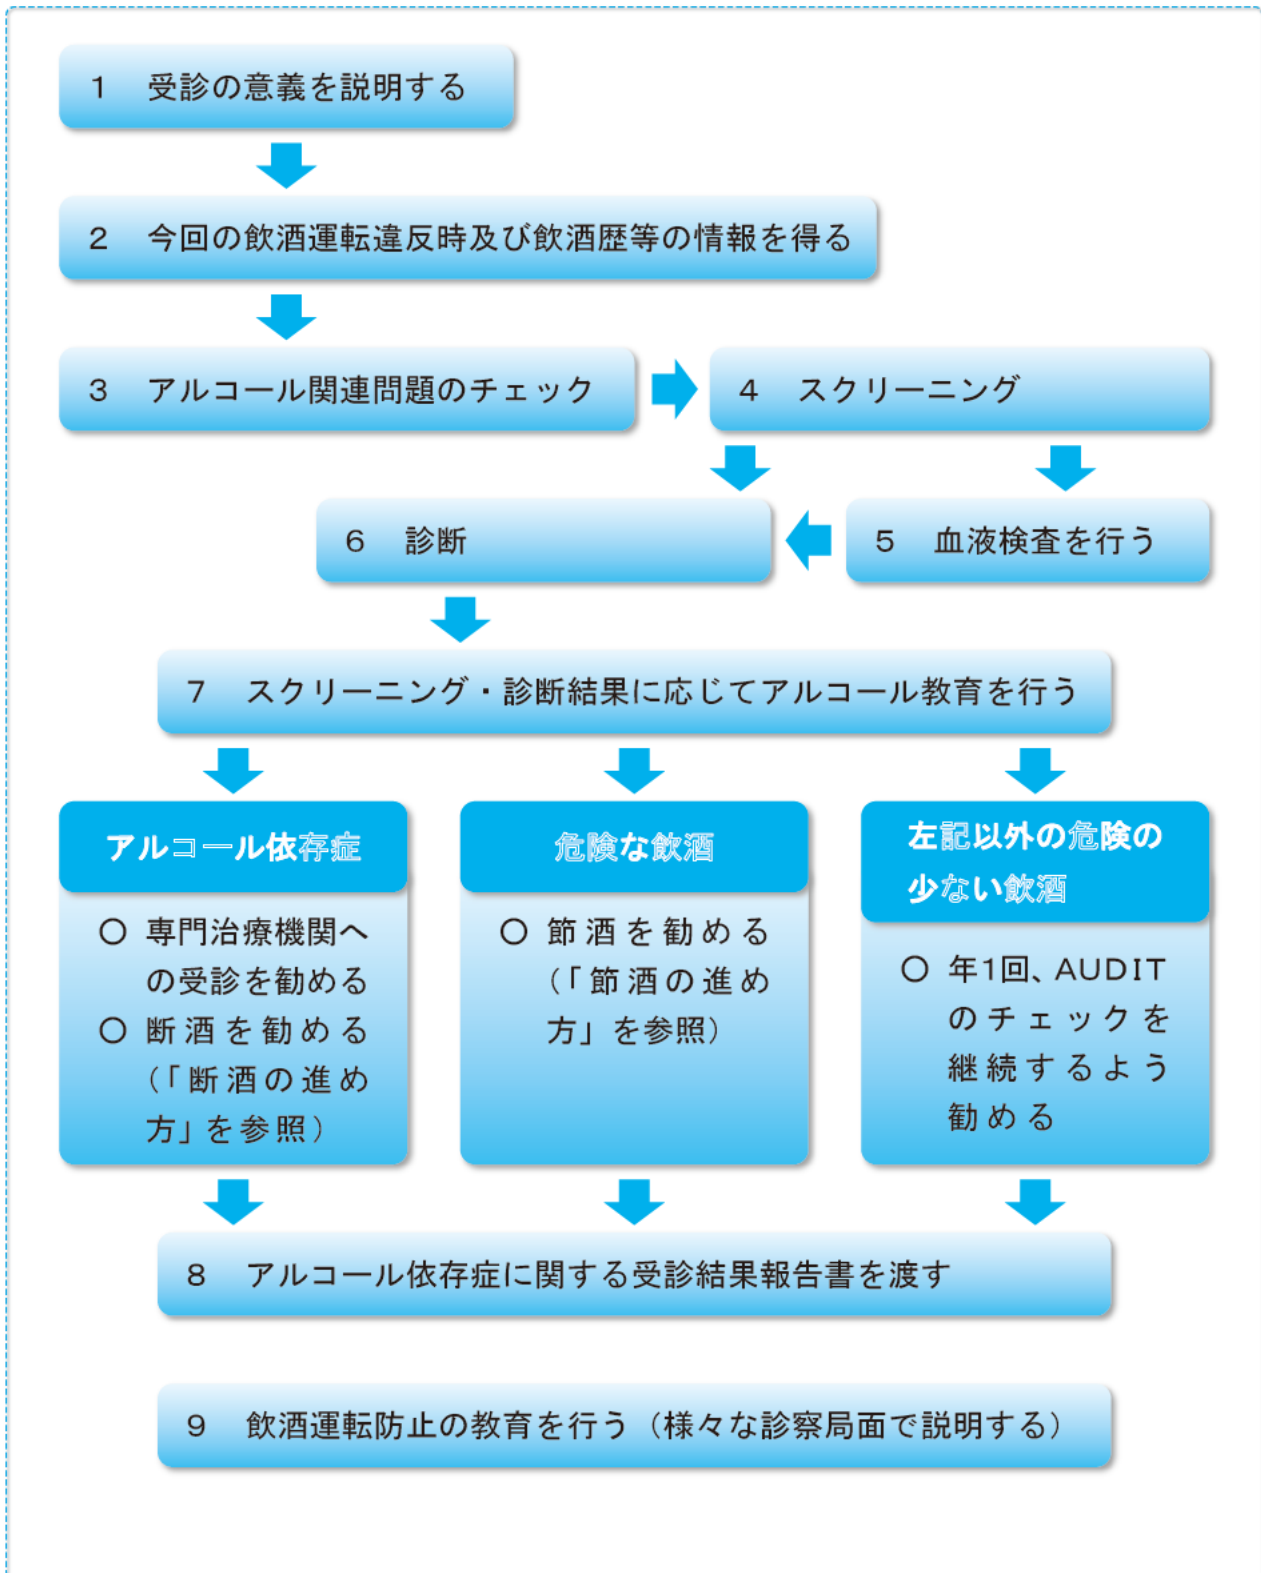 1 受診の意義を説明する
2 今回の飲酒運転違反時及び飲酒歴等の情報を得る
3 アルコール関連問題のチェック
4 スクリーニング
6 診断
5 血液検査を行う
7 スクリーニング・診断結果に応じてアルコール教育を行う
アルコール依存症
○ 専門治療機関へ
の受診を勧める
○ 断酒を勧める
(「断酒の進め
方」を参照)
危険な飲酒
○ 節酒を勧める
(「節酒の進め
方」を参照)
左記以外の危険の
少ない飲酒
○ 年1回、AUDIT
のチェックを
継続するよう
勧める
8 アルコール依存症に関する受診結果報告書を渡す
9 飲酒運転防止の教育を行う(様々な診察局面で説明する)